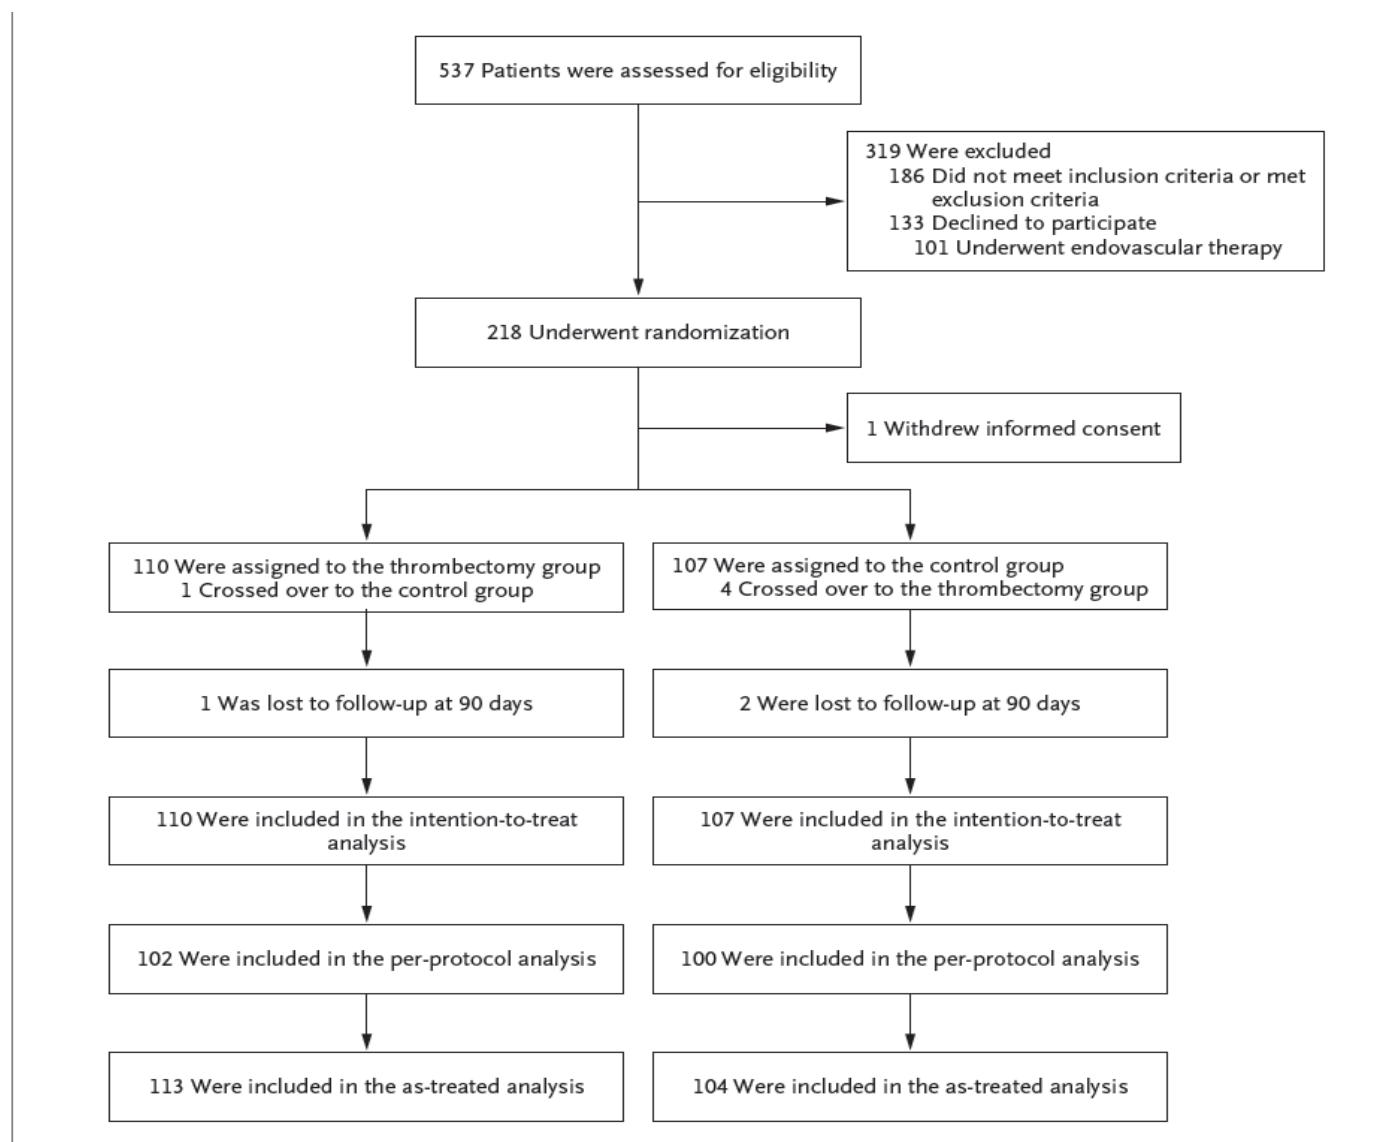 537 Patients were assessed for eligibility
319 Were excluded
186 Did not meet inclusion criteria or met
exclusion criteria
133 Declined to participate
101 Underwent endovascular therapy
218 Underwent randomization
1 Withdrew informed consent
110 Were assigned to the thrombectomy group
1 Crossed over to the control group
107 Were assigned to the control group
4 Crossed over to the thrombectomy group
1 Was lost to follow-up at 90 days
2 Were lost to follow-up at 90 days
110 Were included in the intention-to-treat
analysis
107 Were included in the intention-to-treat
analysis
102 Were included in the per-protocol analysis
100 Were included in the per-protocol analysis
113 Were included in the as-treated analysis
104 Were included in the as-treated analysis